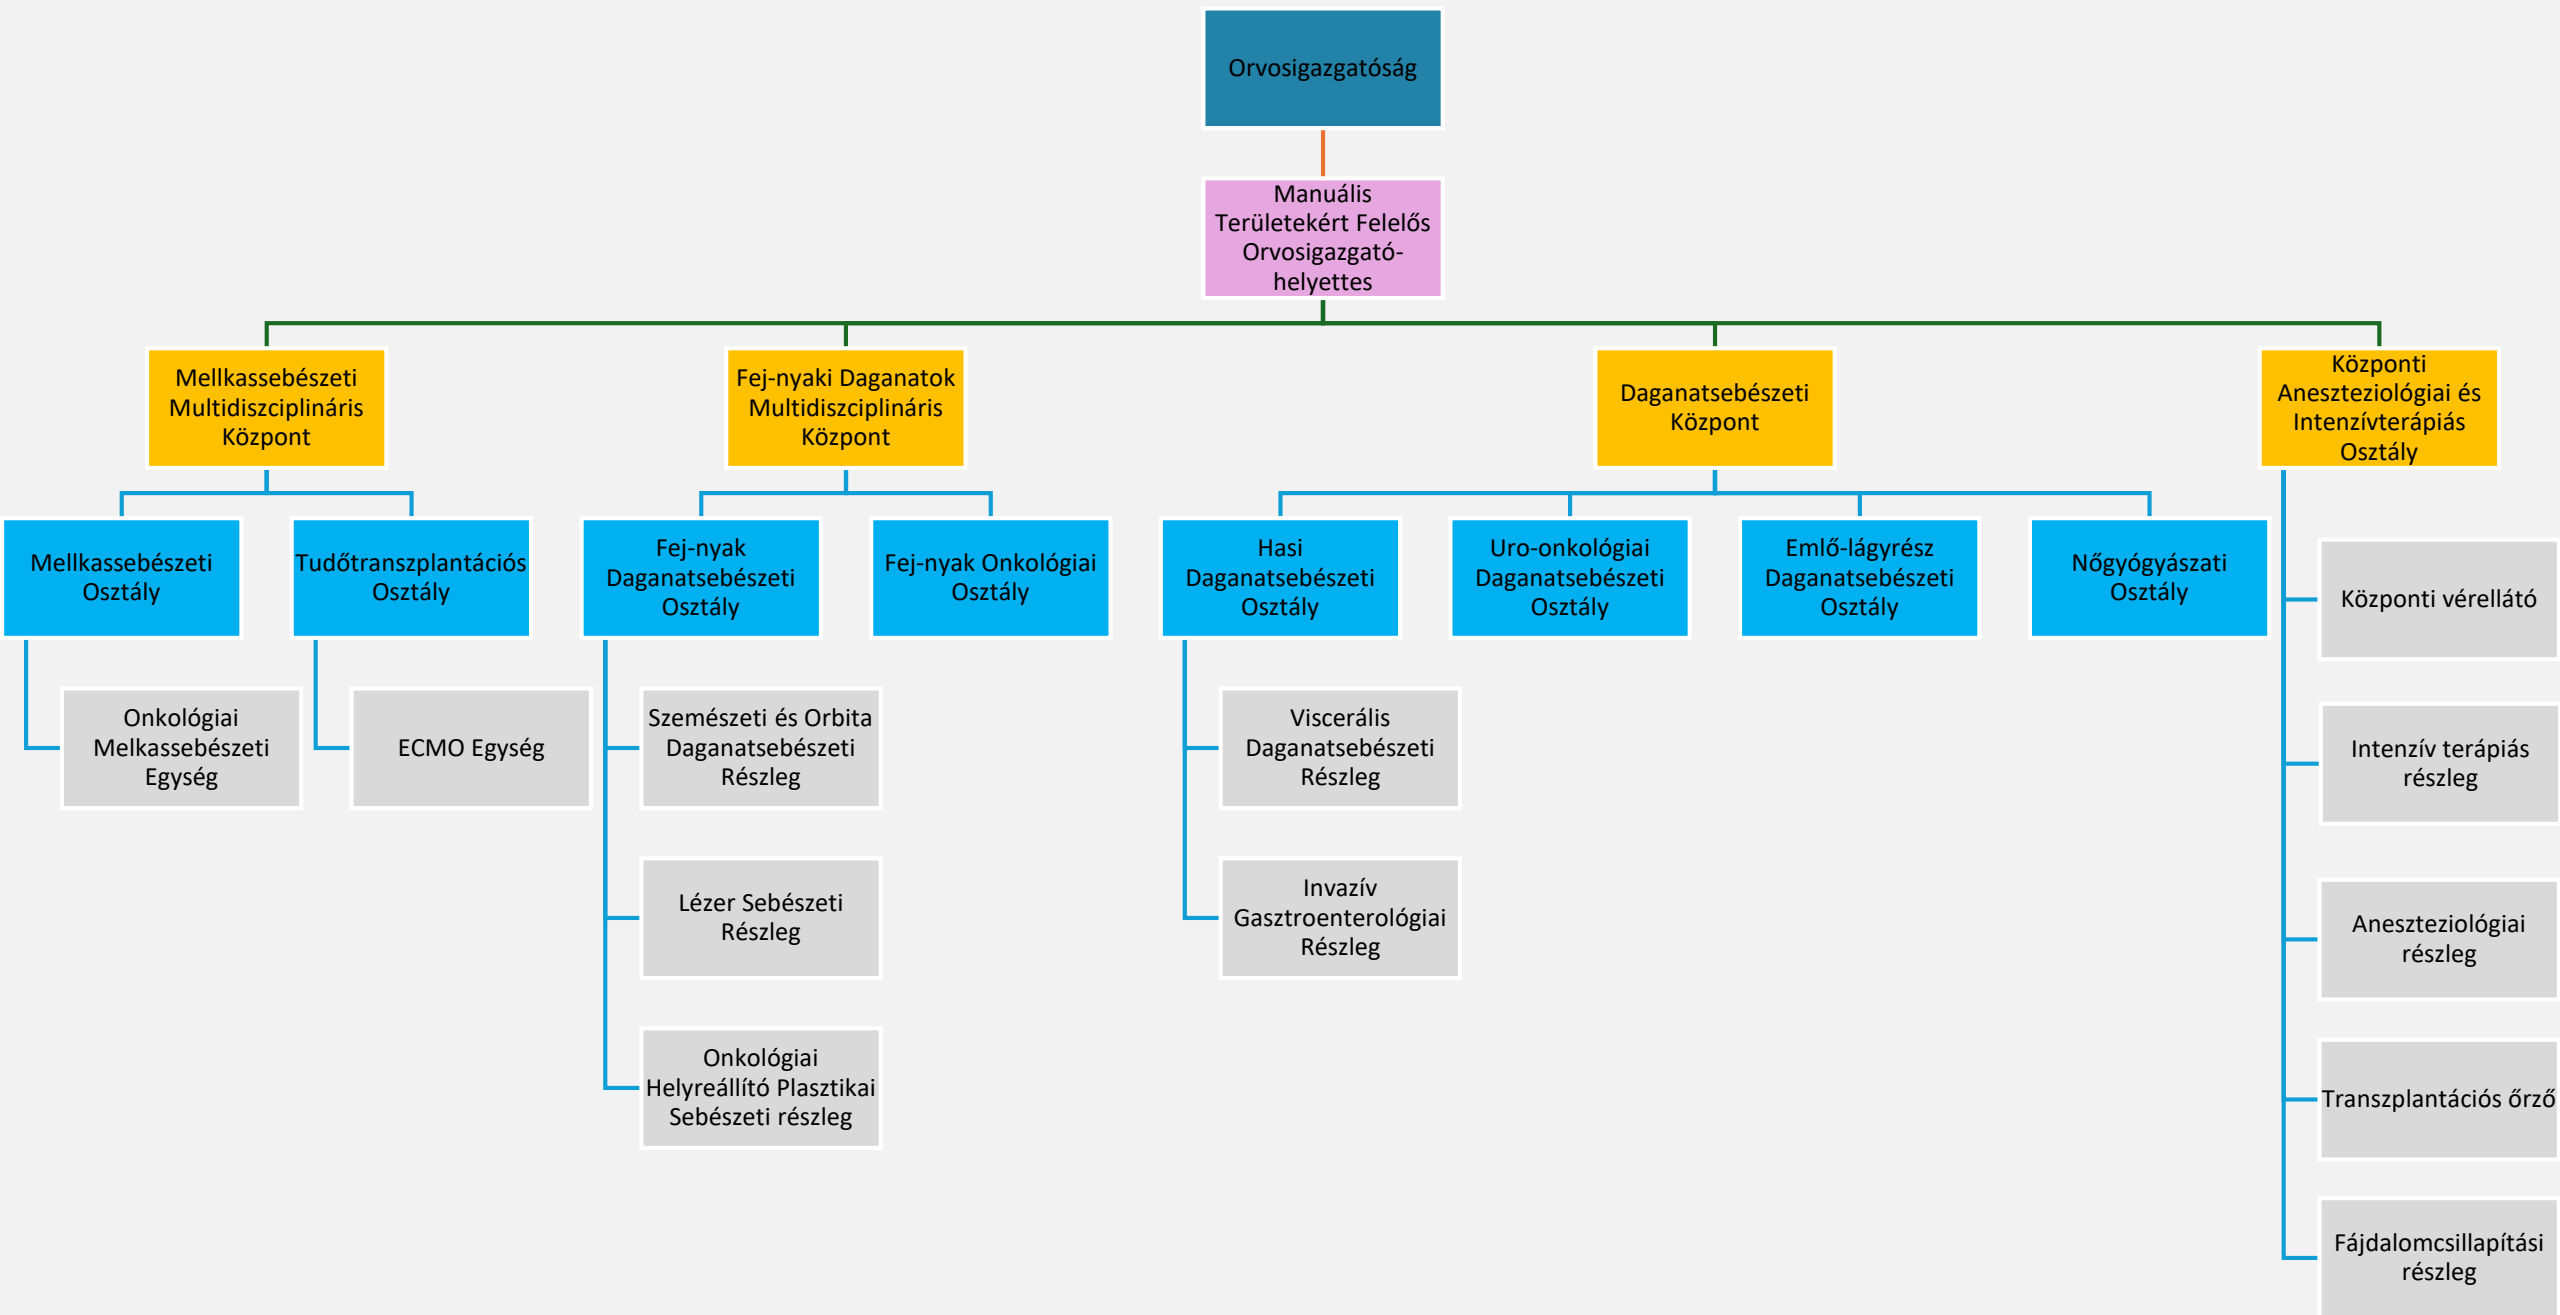 Orvosigazgatóság
Manuális
Területekért Felelős
Orvosigazgató-
helyettes
Mellkassebészeti
Multidiszciplináris
Központ
Fej-nyaki Daganatok
Multidiszciplináris
Központ
Daganatsebészeti
Központ
Központi
Aneszteziológiai és
Intenzívterápiás
Osztály
Mellkassebészeti
Osztály
Tudőtranszplantációs
Osztály
Fej-nyak
Daganatsebészeti
Osztály
Fej-nyak Onkológiai
Osztály
Hasi
Daganatsebészeti
Osztály
Uro-onkológiai
Daganatsebészeti
Osztály
Emlő-lágyrész
Daganatsebészeti
Osztály
Nőgyógyászati
Osztály
Központi vérellátó
Onkológiai
Melkassebészeti
Egység
ECMO Egység
Szemészeti és Orbita
Daganatsebészeti
Részleg
Viscerális
Daganatsebészeti
Részleg
Intenzív terápiás
részleg
Lézer Sebészeti
Részleg
Invazív
Gasztroenterológiai
Részleg
Aneszteziológiai
részleg
Onkológiai
Helyreállító Plasztikai
Sebészeti részleg
Transzplantációs őrző
Fájdalomcsillapítási
részleg